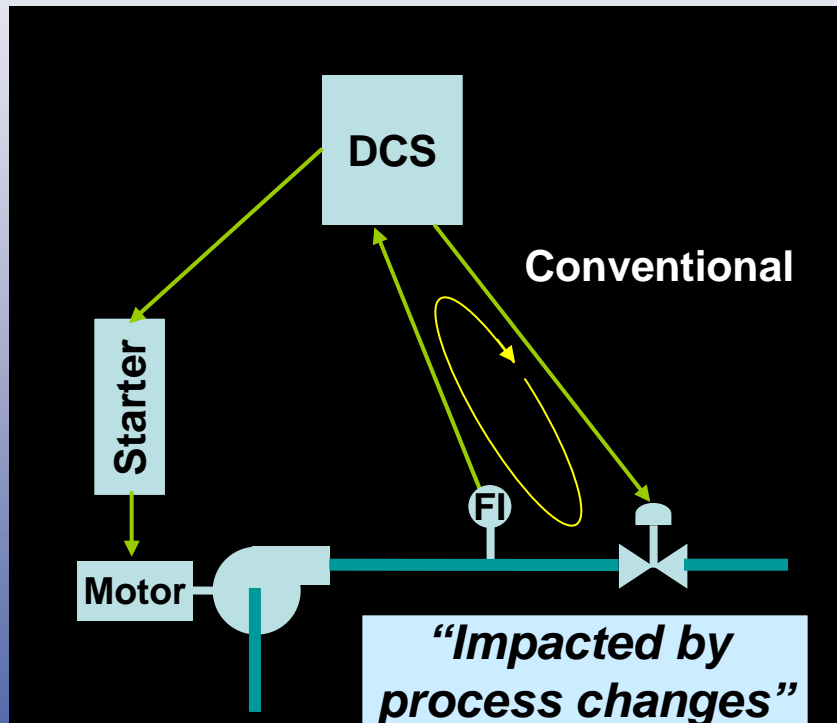 DCS
Conventional
Starter
FI
Motor
“Impacted by
process changes”